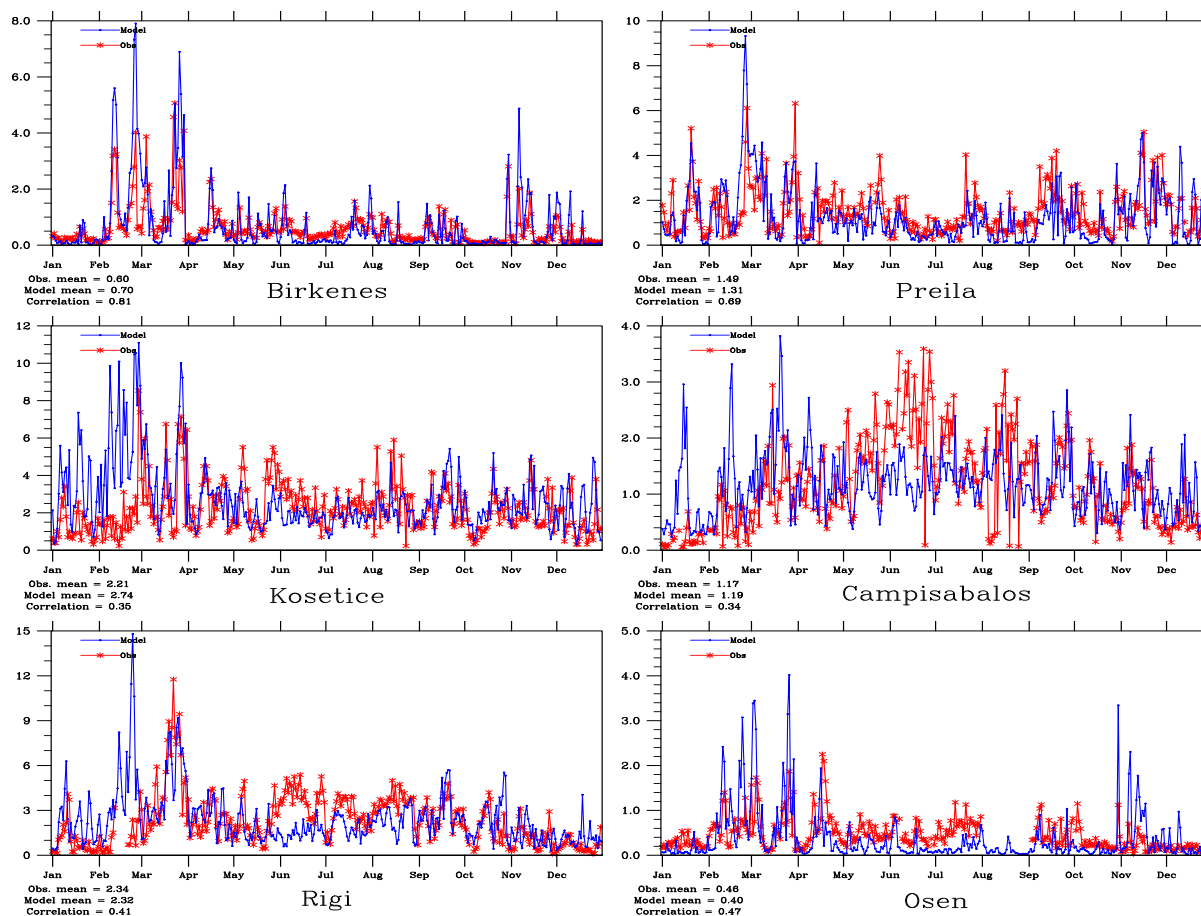 8.0
6.0
4.0
2.0
0.0
Model
Obs
Jan Feb Mar Apr May Jun Jul Aug Sep Oct Nov Dec
Obs. mean = 0.60
Model mean = 0.70
Correlation = 0.81
Birkenes
10
8
6
4
2
0
Model
Obs
Jan Feb Mar Apr May Jun Jul Aug Sep Oct Nov Dec
Obs. mean = 1.49
Model mean = 1.31
Correlation = 0.69
Preila
12
10
8
6
4
2
0
Model
Obs
Jan Feb Mar Apr May Jun Jul Aug Sep Oct Nov Dec
Obs. mean = 2.21
Model mean = 2.74
Correlation = 0.35
Kosetice
4.0
3.0
2.0
1.0
0.0
Model
Obs
Jan Feb Mar Apr May Jun Jul Aug Sep Oct Nov Dec
Obs. mean = 1.17
Model mean = 1.19
Correlation = 0.34
Campisabalos
15
12
9
6
3
0
Model
Obs
Jan Feb Mar Apr May Jun Jul Aug Sep Oct Nov Dec
Obs. mean = 2.34
Model mean = 2.32
Correlation = 0.41
Rigi
5.0
4.0
3.0
2.0
1.0
0.0
Model
Obs
Jan Feb Mar Apr May Jun Jul Aug Sep Oct Nov Dec
Obs. mean = 0.46
Model mean = 0.40
Correlation = 0.47
Osen